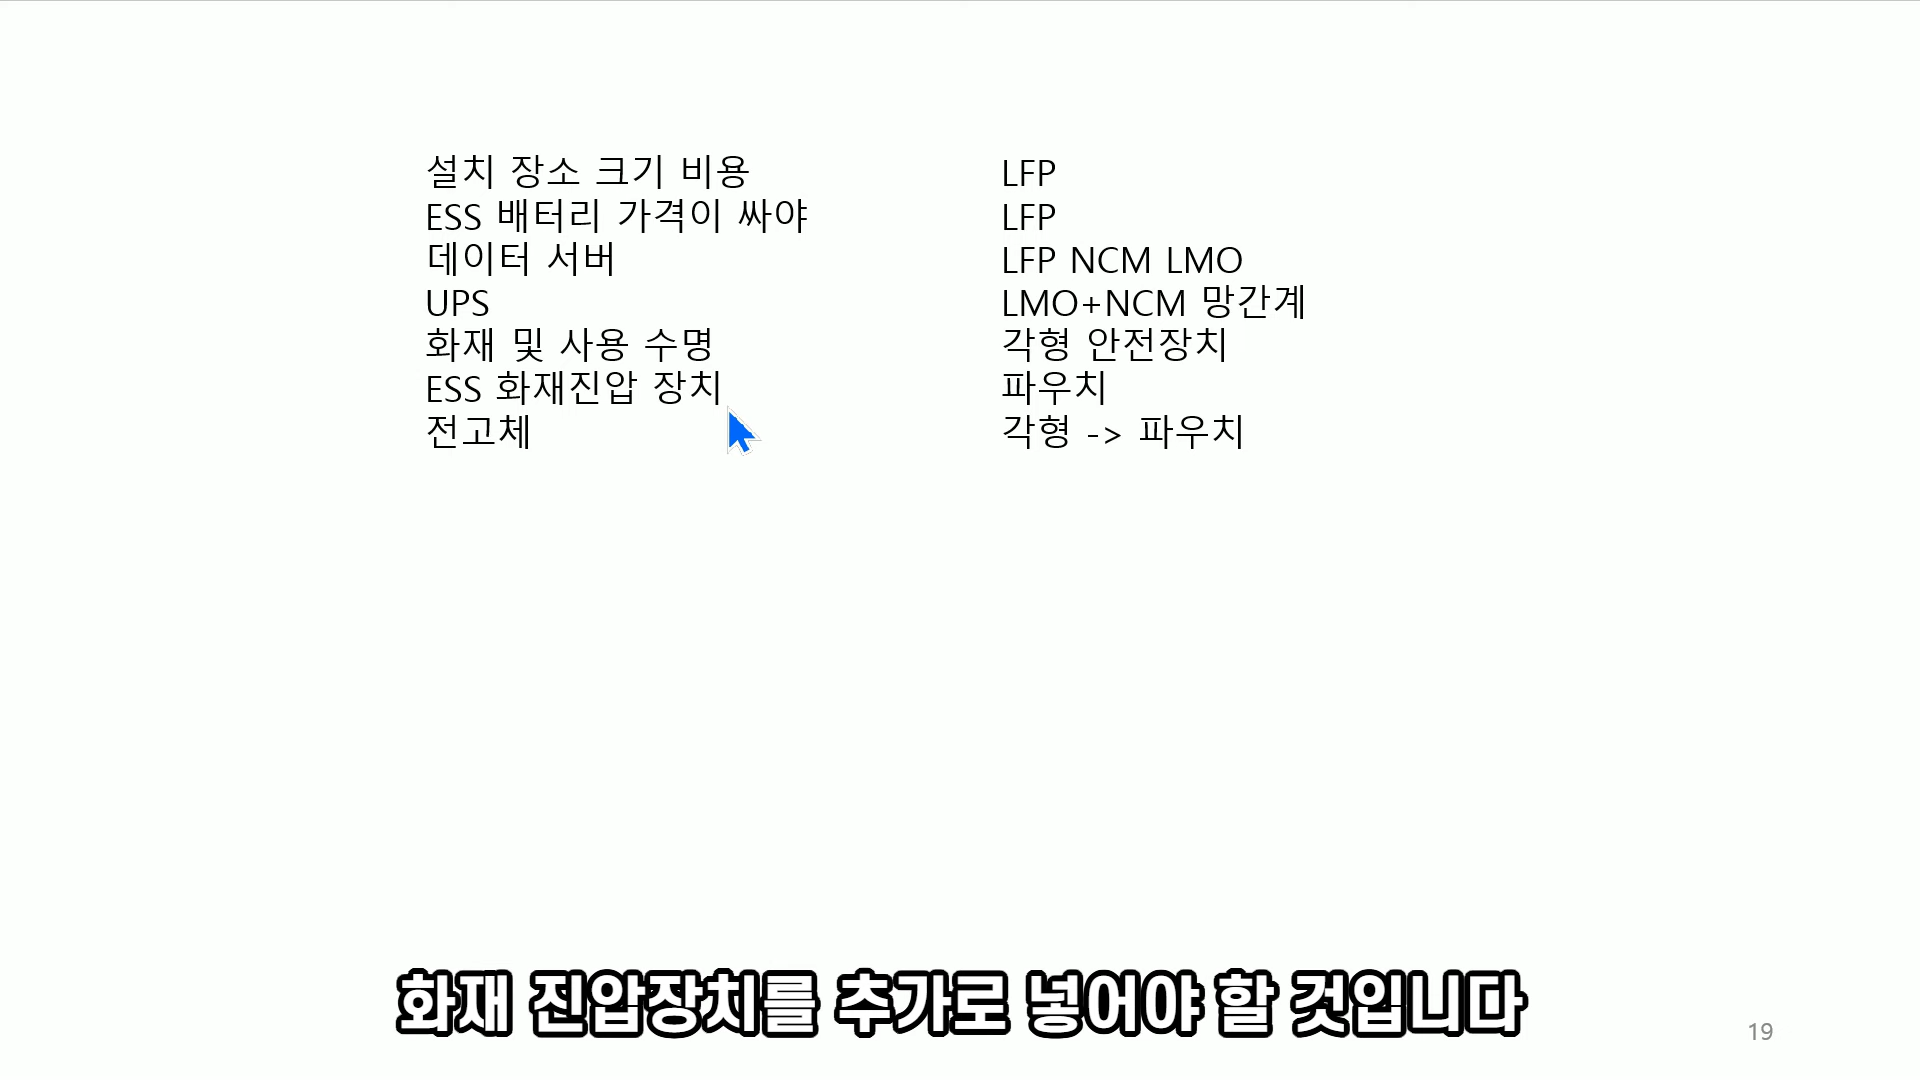 설치 장소 크기 비용 LFP
ESS 배터리 가격이 싸야 LFP
데이터 서버 LFP NCM LMO
UPS LMO+NCM 망간계
화재 및 사용 수명 각형 안전장치
ESS 화재진압 장치 파우치
전고체 각형 -> 파우치
화재 진압장치를 추가로 넣어야 할 것입니다
19